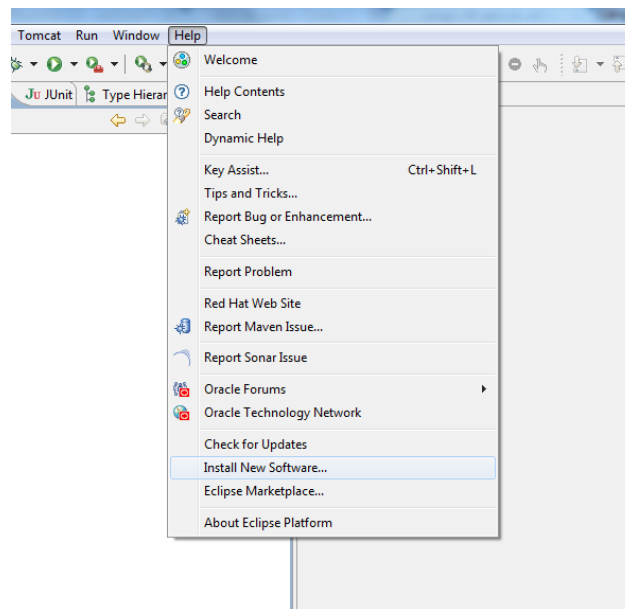 Tomcat Run Window Help
Ju JUnit Type Hierar
Welcome
Help Contents
Search
Dynamic Help
Key Assist... Ctrl+Shift+L
Tips and Tricks...
Report Bug or Enhancement...
Cheat Sheets...
Report Problem
Red Hat Web Site
Report Maven Issue...
Report Sonar Issue
Oracle Forums
Oracle Technology Network
Check for Updates
Install New Software...
Eclipse Marketplace...
About Eclipse Platform